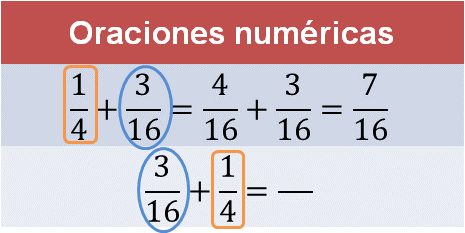 Oraciones numéricas
1/4 + 3/16 = 4/16 + 3/16 = 7/16
3/16 + 1/4 = —